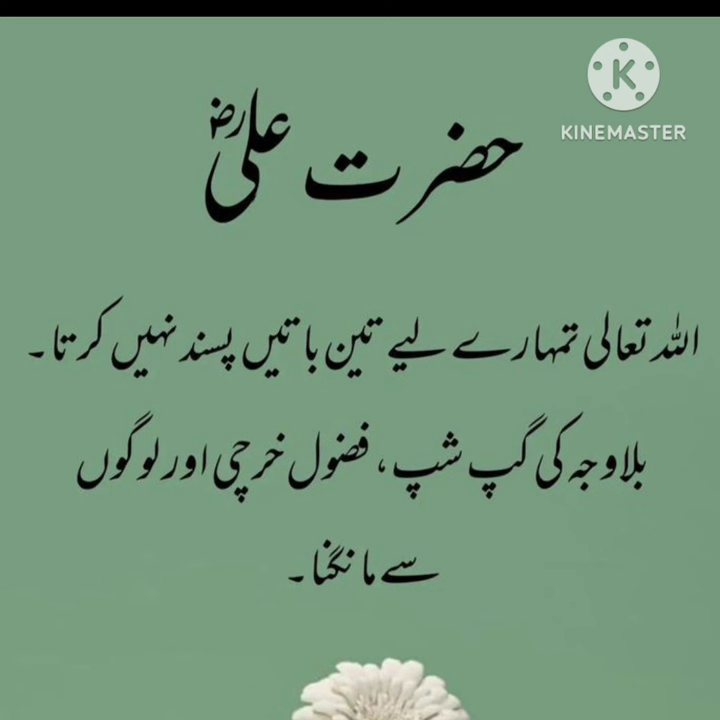 KINEMASTER
حضرت علیؓ
اللہ تعالی تمہارے لیے تین باتیں پسند نہیں کرتا۔
بلاوجہ کی گپ شپ، فضول خرچی اور لوگوں
سے مانگنا۔